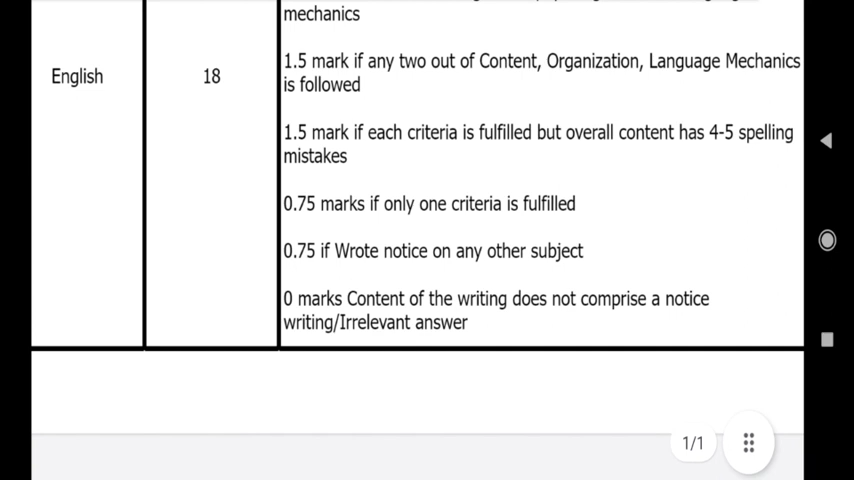 mechanics
1.5 mark if any two out of Content, Organization, Language Mechanics
is followed
English
18
1.5 mark if each criteria is fulfilled but overall content has 4-5 spelling
mistakes
0.75 marks if only one criteria is fulfilled
0.75 if Wrote notice on any other subject
0 marks Content of the writing does not comprise a notice
writing/Irrelevant answer
1/1